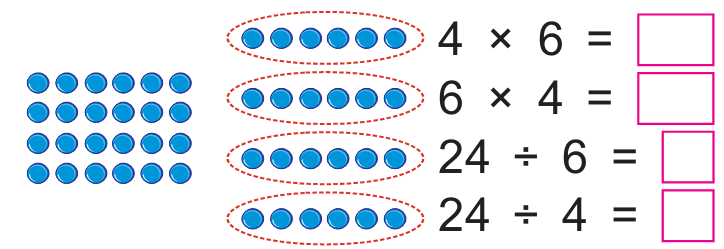 4 × 6 =
6 × 4 =
24 ÷ 6 =
24 ÷ 4 =